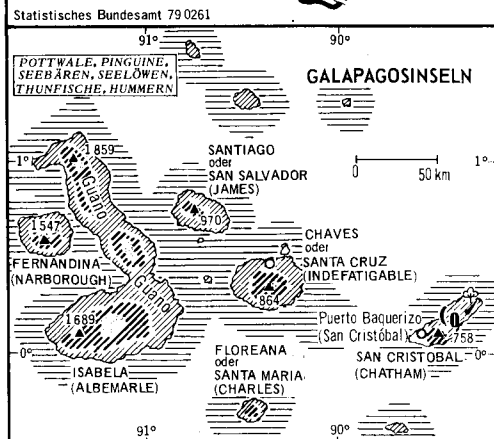 Statistisches Bundesamt 79 0261
91° 90°
POTTWALE, PINGUINE,
SEEBÄREN, SEELÖWEN,
THUNFISCHE, HUMMERN
GALAPAGOSINSELN
1859
Guano
1° 1°
0 50 km
SANTIAGO
oder
SAN SALVADOR
(JAMES)
970
1547
FERNANDINA
(NARBOROUGH)
CHAVES
oder
SANTA CRUZ
(INDEFATIGABLE)
864
Guano
1689
ISABELA
(ALBEMARLE)
Puerto Baquerizo
(San Cristóbal)
758
SAN CRISTOBAL
(CHATHAM)
0° 0°
FLOREANA
oder
SANTA MARIA
(CHARLES)
91° 90°